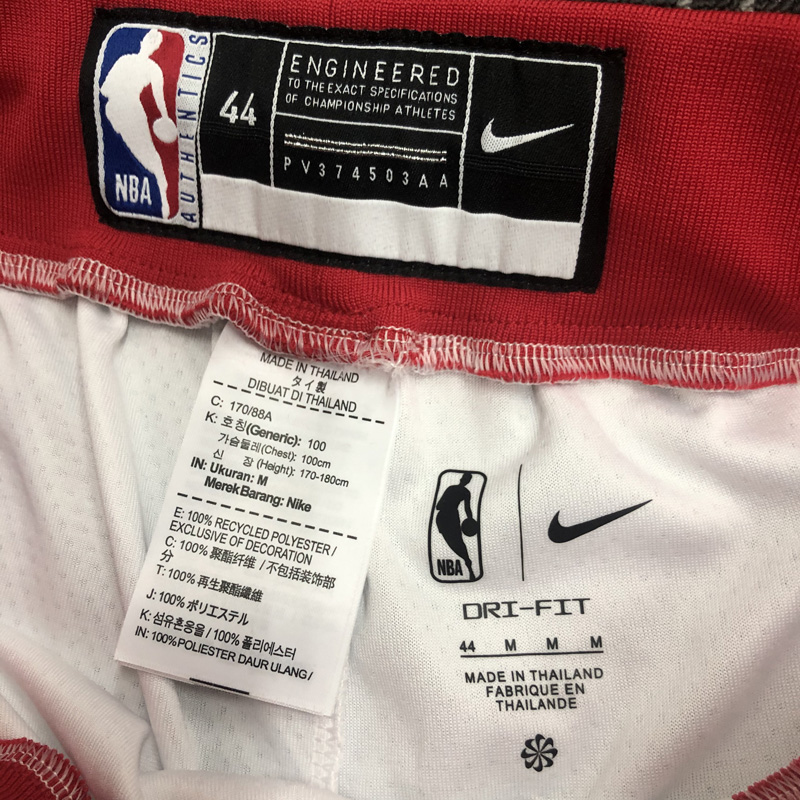 NBA
AUTHENTICS
44
ENGINEERED
TO THE EXACT SPECIFICATIONS
OF CHAMPIONSHIP ATHLETES
PV374503AA
MADE IN THAILAND
タイ製
DIBUAT DI THAILAND
C: 170/88A
K: 호칭(Generic): 100
가슴둘레(Chest): 100cm
신 장 (Height): 170-180cm
IN: Ukuran: M
MerekBarang: Nike
E: 100% RECYCLED POLYESTER /
EXCLUSIVE OF DECORATION
C: 100% 聚酯纤维 / 不包括装饰部
分
T: 100% 再生聚酯纖維
J: 100% ポリエステル
K: 섬유혼용율 / 100% 폴리에스터
IN: 100% POLIESTER DAUR ULANG /
NBA
DRI-FIT
44 M M M
MADE IN THAILAND
FABRIQUE EN
THAILANDE